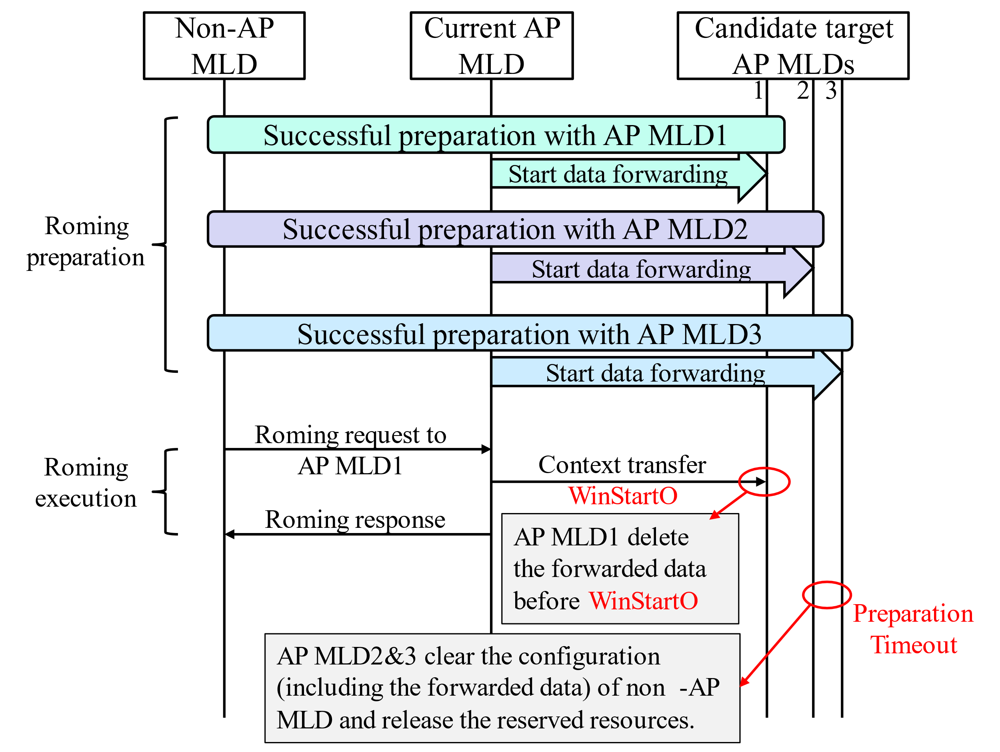 Non-AP
MLD
Current AP
MLD
Candidate target
AP MLDs
1
2
3
Successful preparation with AP MLD1
Start data forwarding
Successful preparation with AP MLD2
Start data forwarding
Roming
preparation
Successful preparation with AP MLD3
Start data forwarding
Roming request to
AP MLD1
Roming
execution
Context transfer
WinStartO
Roming response
AP MLD1 delete
the forwarded data
before WinStartO
Preparation
Timeout
AP MLD2&3 clear the configuration
(including the forwarded data) of non -AP
MLD and release the reserved resources.